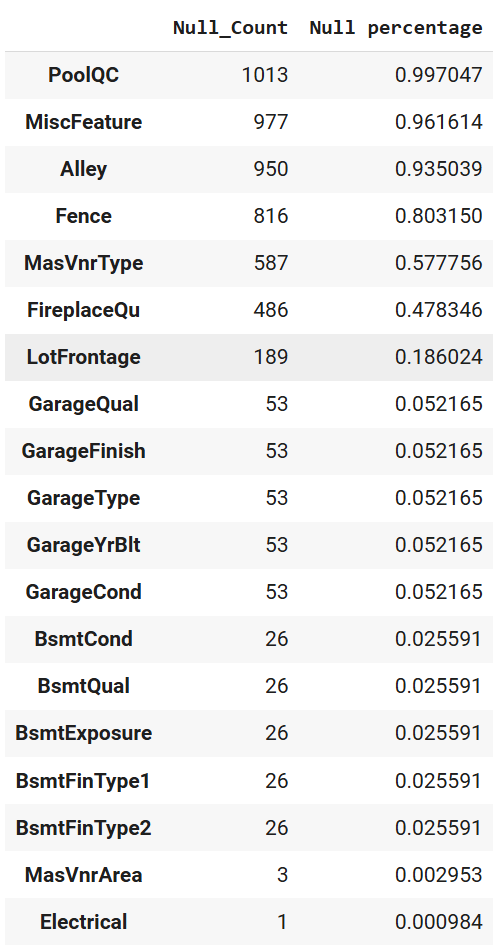 Null_Count Null percentage
PoolQC 1013 0.997047
MiscFeature 977 0.961614
Alley 950 0.935039
Fence 816 0.803150
MasVnrType 587 0.577756
FireplaceQu 486 0.478346
LotFrontage 189 0.186024
GarageQual 53 0.052165
GarageFinish 53 0.052165
GarageType 53 0.052165
GarageYrBlt 53 0.052165
GarageCond 53 0.052165
BsmtCond 26 0.025591
BsmtQual 26 0.025591
BsmtExposure 26 0.025591
BsmtFinType1 26 0.025591
BsmtFinType2 26 0.025591
MasVnrArea 3 0.002953
Electrical 1 0.000984